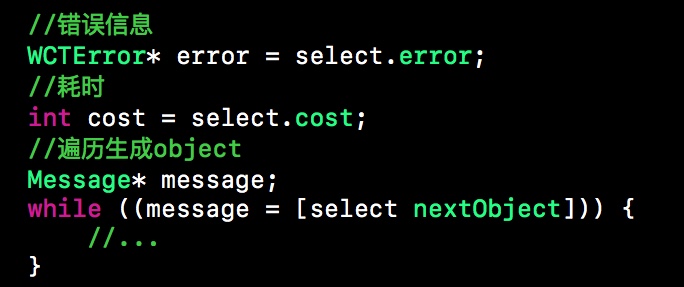 //错误信息
WCTError* error = select.error;
//耗时
int cost = select.cost;
//遍历生成object
Message* message;
while ((message = [select nextObject])) {
    //...
}